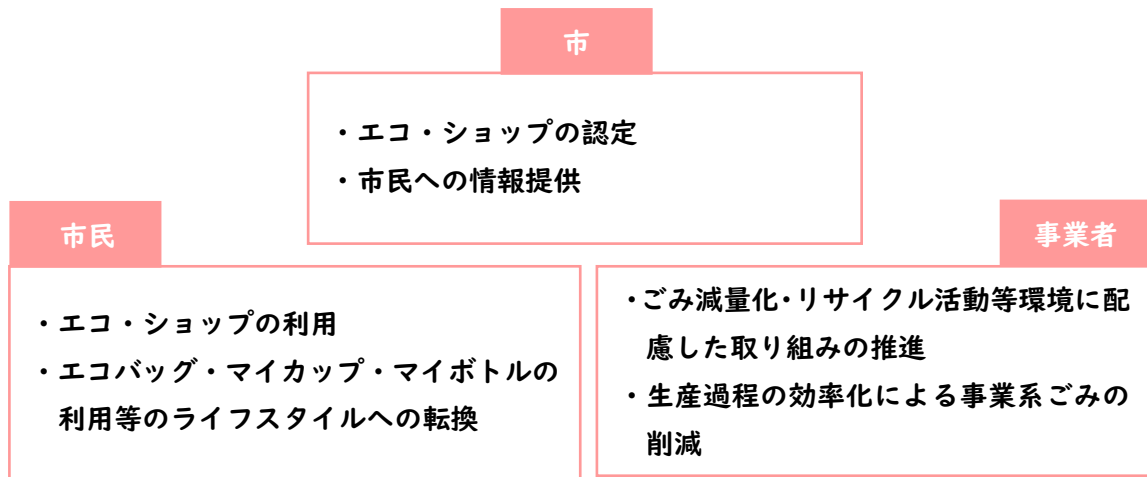 市
・エコ・ショップの認定
・市民への情報提供
市民
・エコ・ショップの利用
・エコバッグ・マイカップ・マイボトルの
利用等のライフスタイルへの転換
事業者
・ごみ減量化・リサイクル活動等環境に配
慮した取り組みの推進
・生産過程の効率化による事業系ごみの
削減